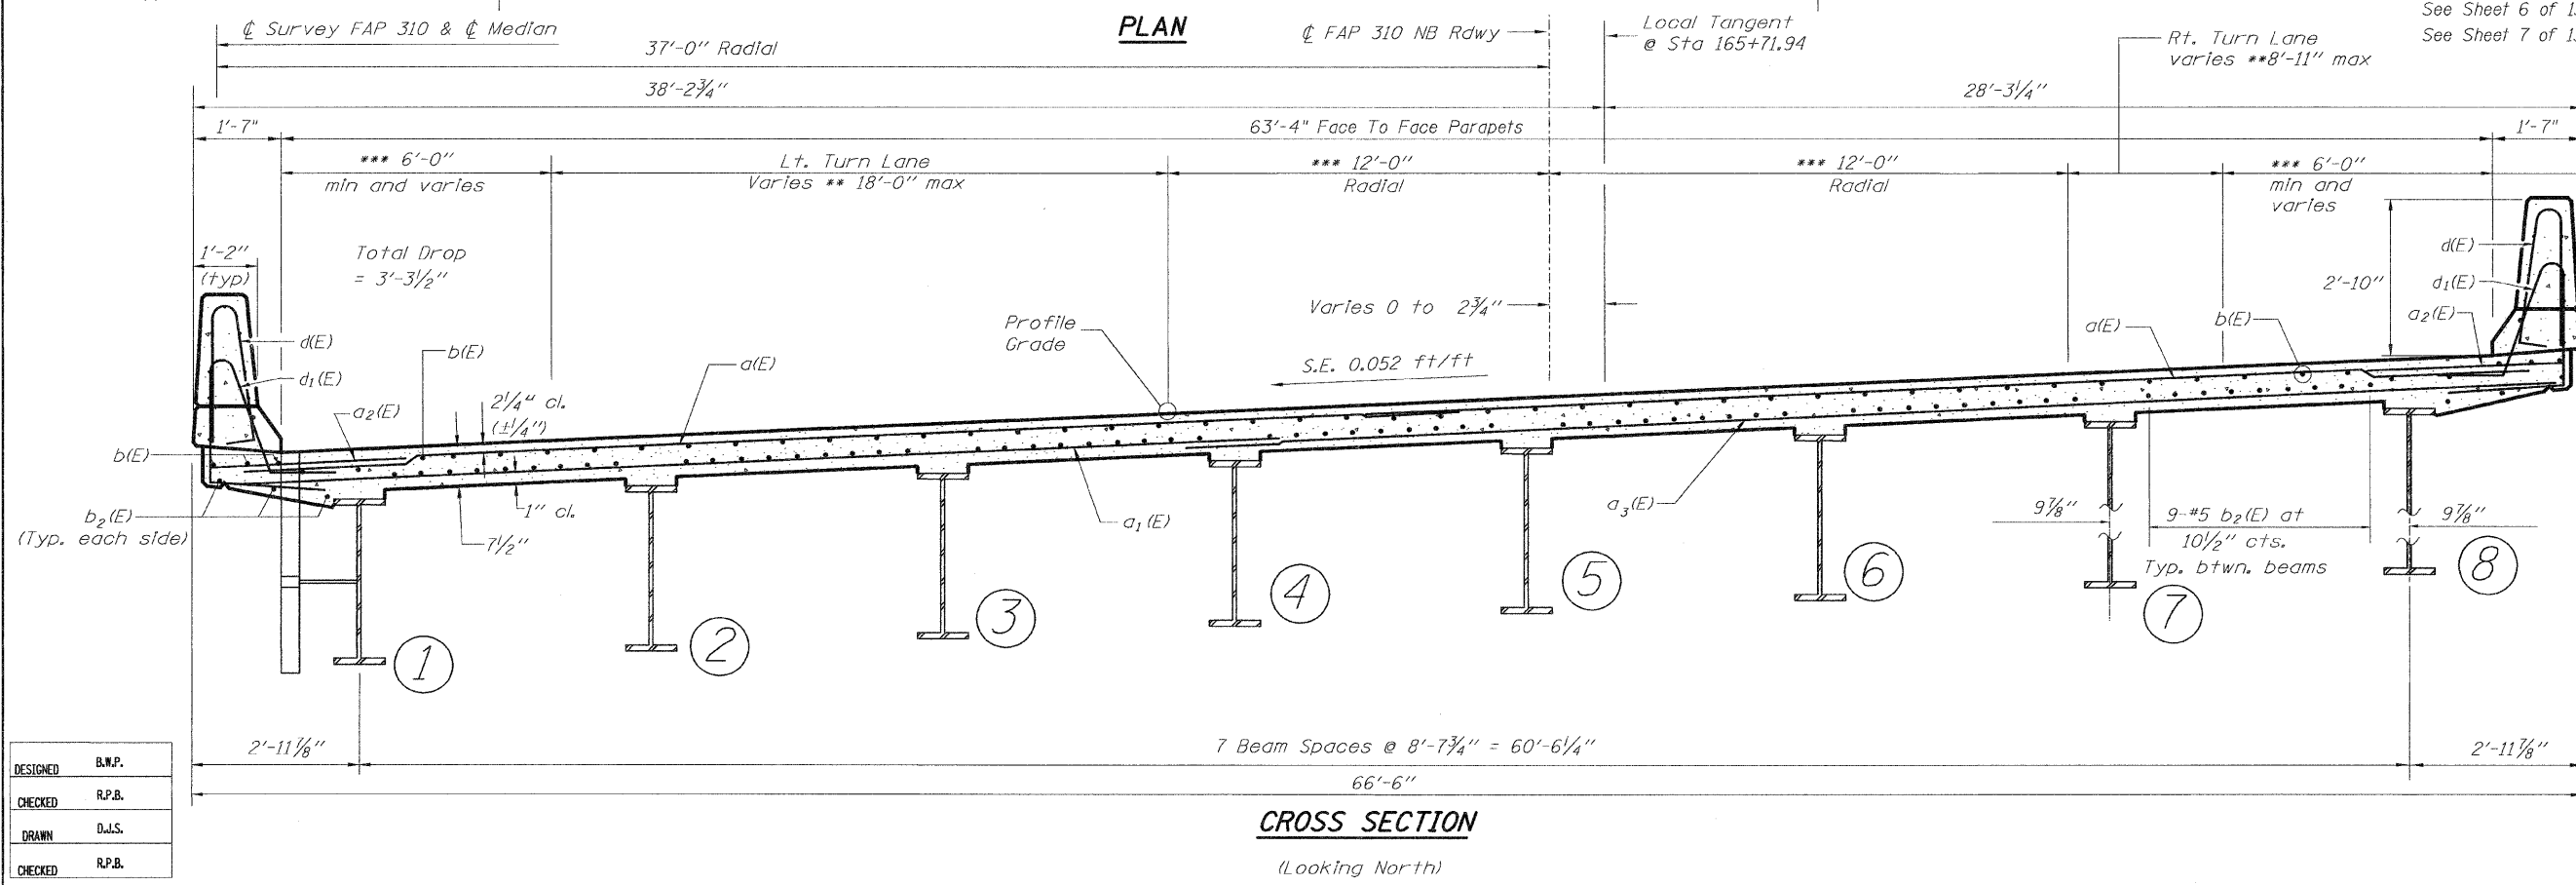 ℄ Survey FAP 310 & ℄ Median
PLAN
℄ FAP 310 NB Rdwy
Local Tangent
@ Sta 165+71.94
See Sheet 6 of
See Sheet 7 of
Rt. Turn Lane
varies **8'-11" max
37'-0" Radial
38'-2¾"
28'-3¼"
1'-7"
63'-4" Face To Face Parapets
1'-7"
*** 6'-0"
min and varies
Lt. Turn Lane
Varies ** 18'-0" max
*** 12'-0"
Radial
*** 12'-0"
Radial
*** 6'-0"
min and
varies
1'-2"
(typ)
Total Drop
= 3'-3½"
Varies 0 to 2¾"
2'-10"
d(E)
d1(E)
a2(E)
b(E)
a(E)
Profile
Grade
S.E. 0.052 ft/ft
d(E)
d1(E)
b(E)
a(E)
a2(E)
2¼" cl.
(±¼")
b(E)
b2(E)
(Typ. each side)
1" cl.
7½"
a1(E)
a3(E)
9⅞"
9-#5 b2(E) at
10½" cts.
Typ. btwn. beams
9⅞"
1
2
3
4
5
6
7
8
2'-11⅞"
7 Beam Spaces @ 8'-7¾" = 60'-6¼"
2'-11⅞"
66'-6"
CROSS SECTION
(Looking North)
DESIGNED B.W.P.
CHECKED R.P.B.
DRAWN D.J.S.
CHECKED R.P.B.